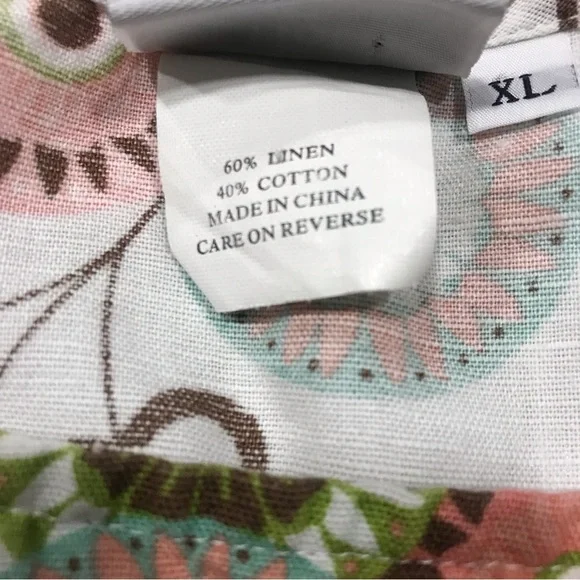 XL
60% LINEN
40% COTTON
MADE IN CHINA
CARE ON REVERSE